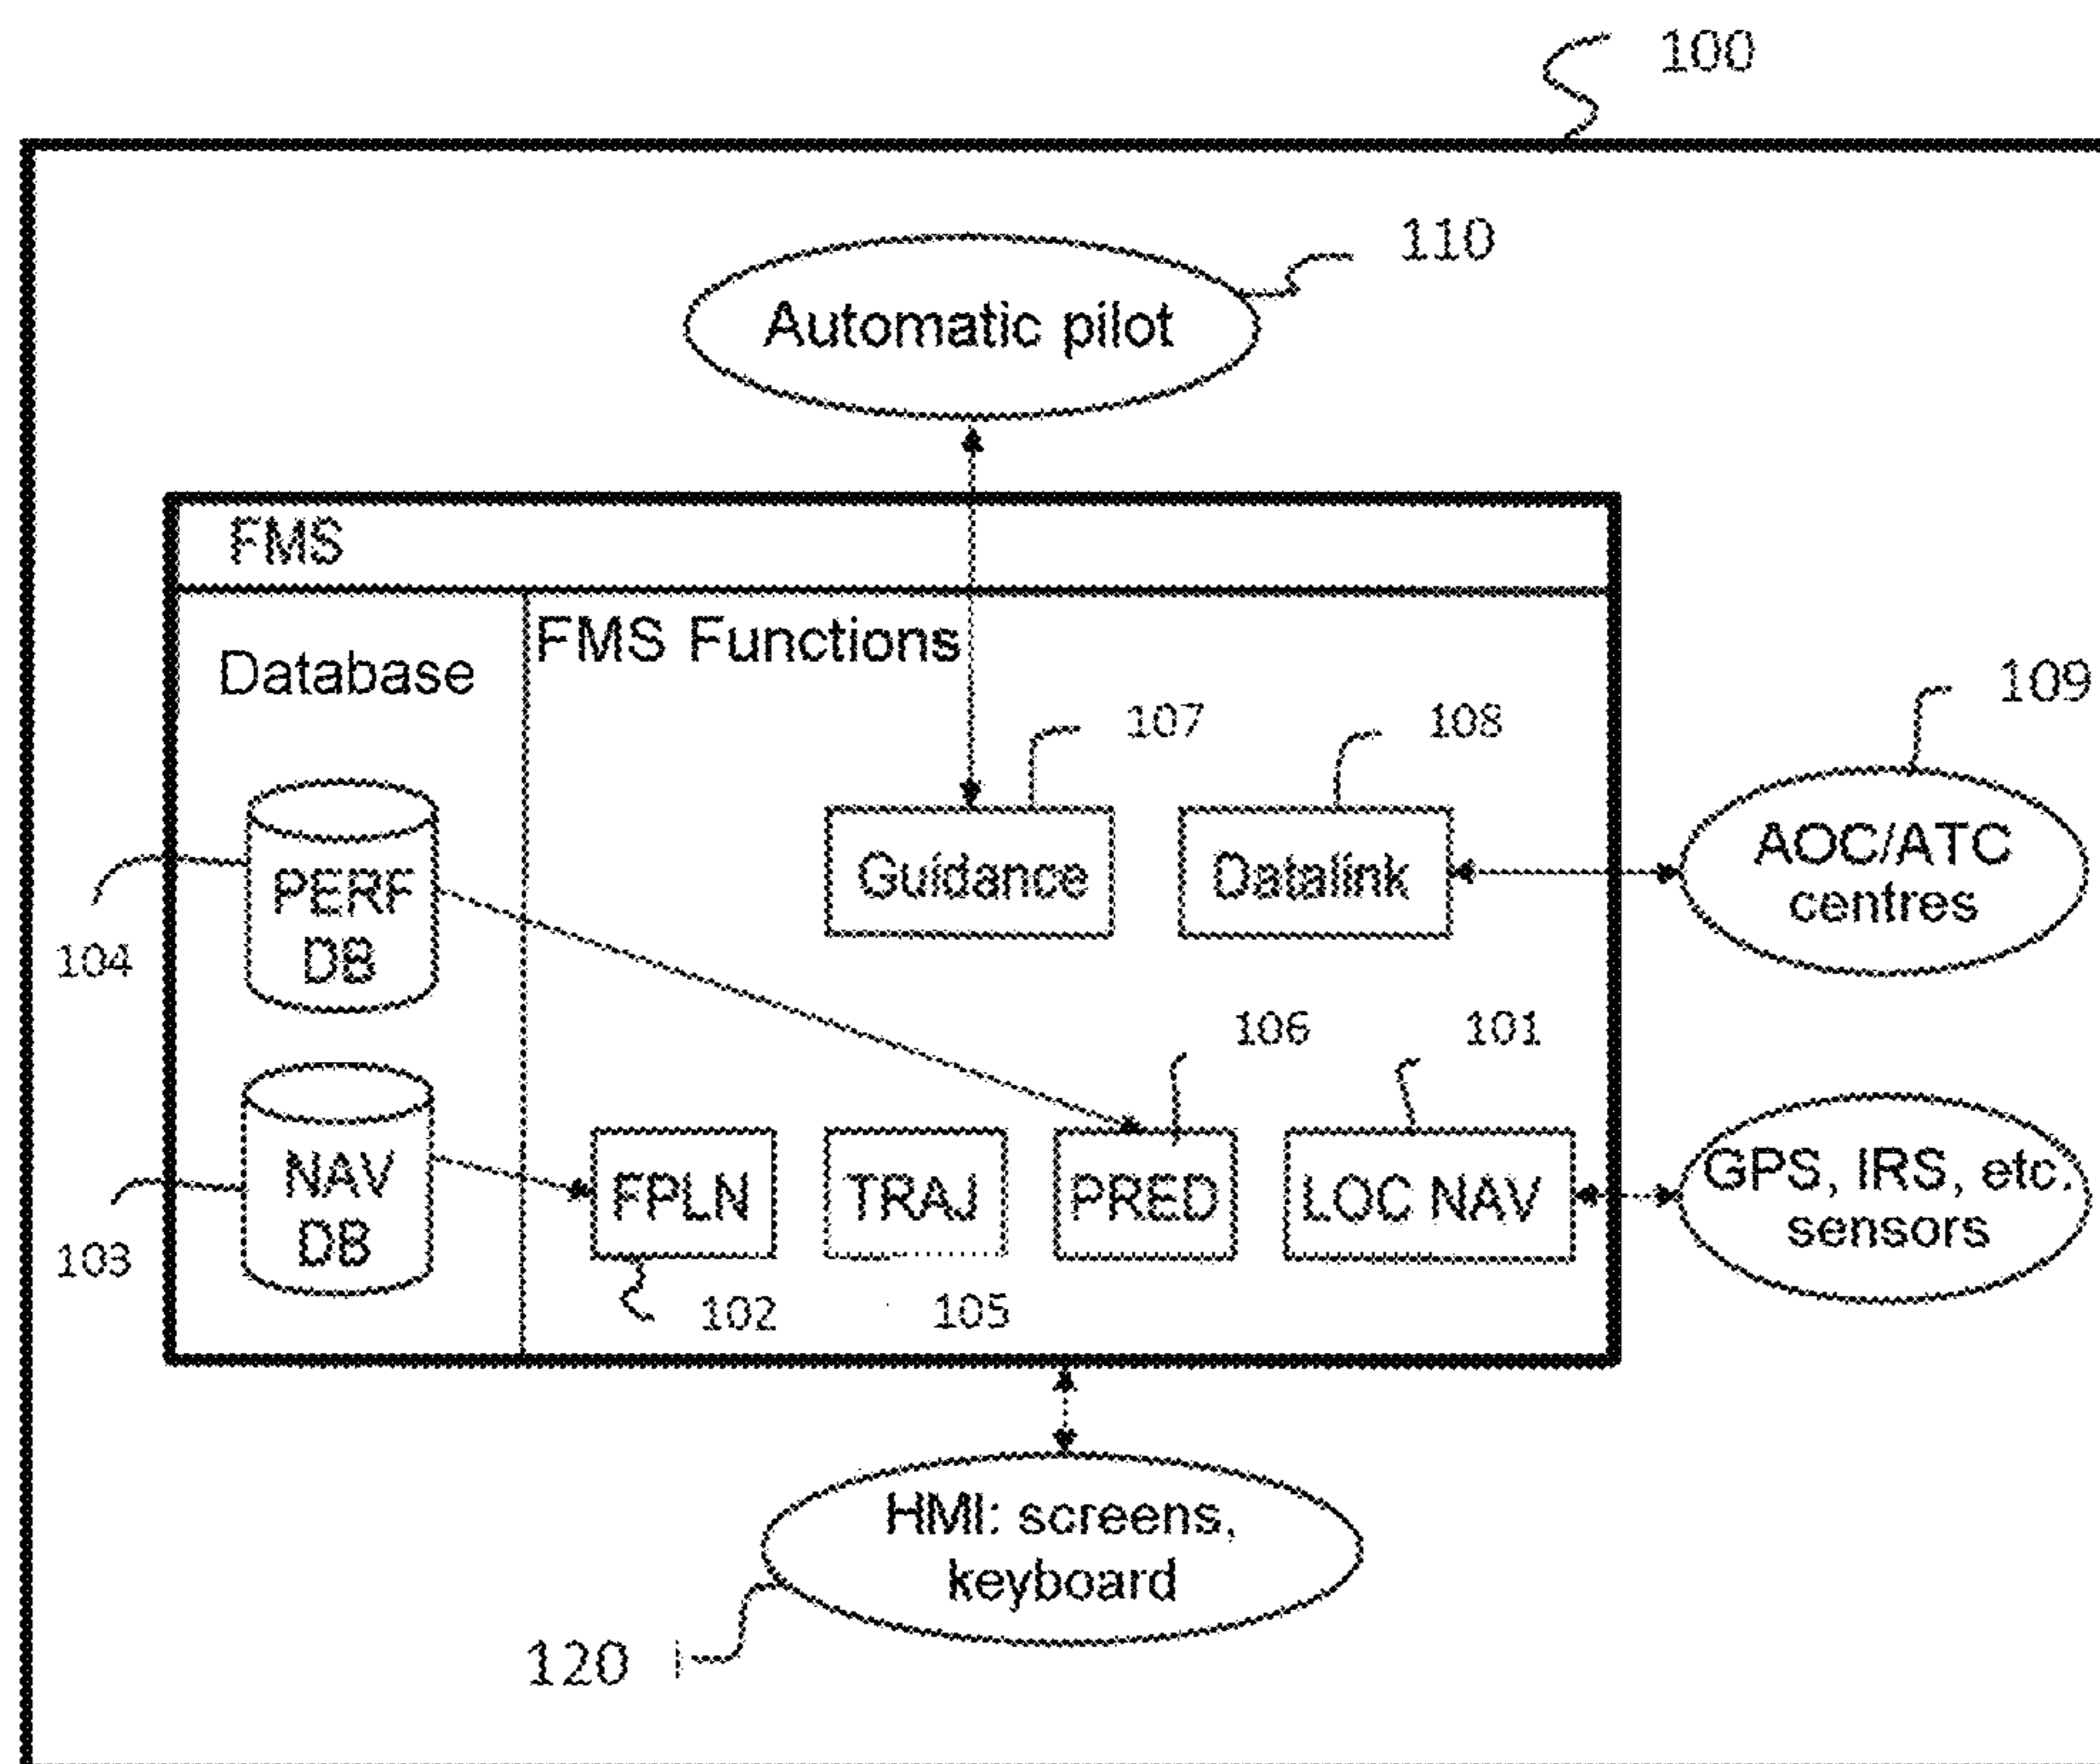 100
110
Automatic pilot
FMS
FMS Functions
Database
109
107
108
AOC/ATC
centres
Guidance
Datalink
PERF
DB
104
106
101
GPS, IRS, etc.
sensors
NAV
DB
FPLN
TRAJ
PRED
LOC NAV
103
102
105
HMI: screens,
keyboard
120